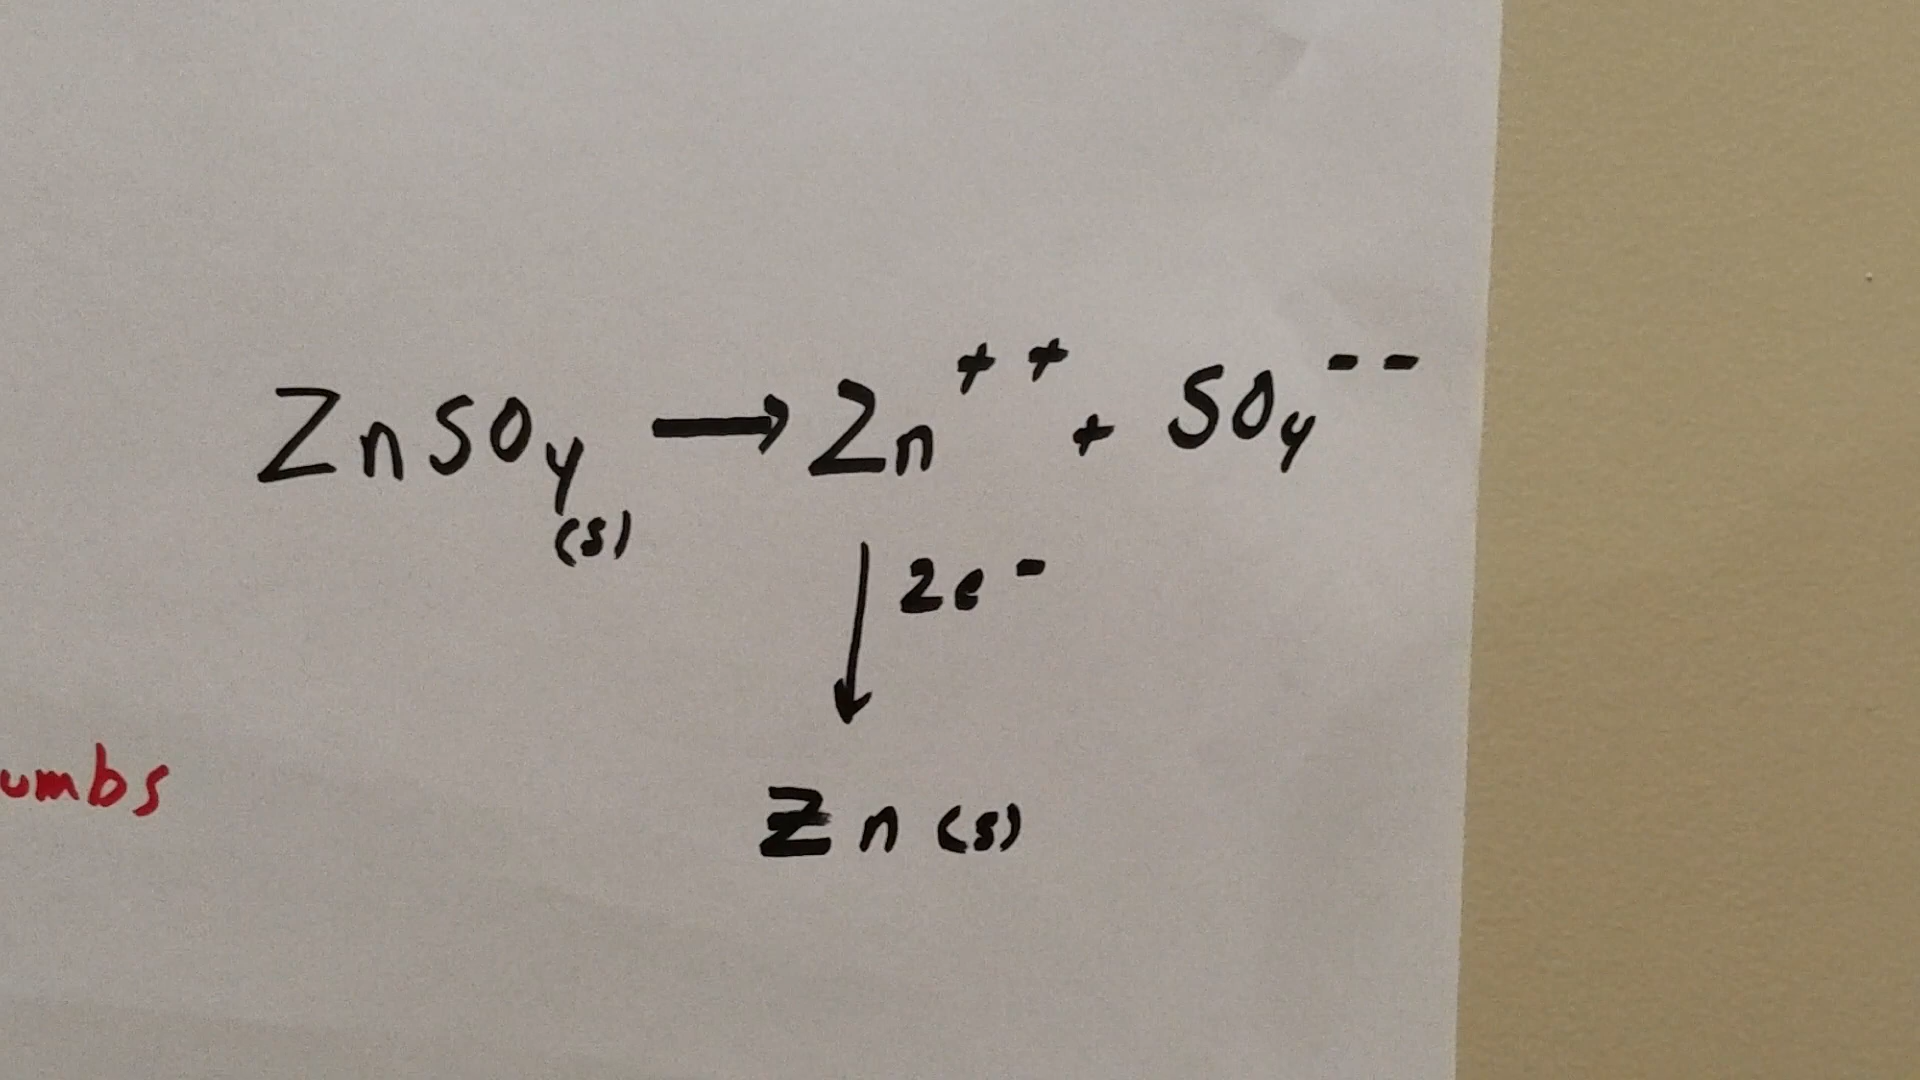 ZnSO4(s) → Zn++ + SO4--
↓ 2e-
umbs
Zn (s)